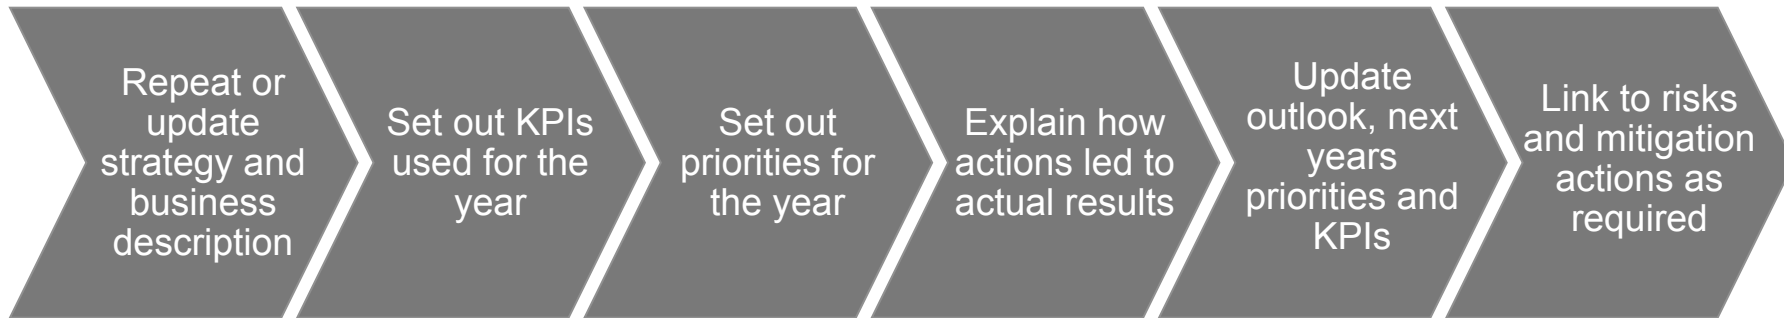 Repeat or
update
strategy and
business
description
Set out KPIs
used for the
year
Set out
priorities for
the year
Explain how
actions led to
actual results
Update
outlook, next
years
priorities and
KPIs
Link to risks
and mitigation
actions as
required